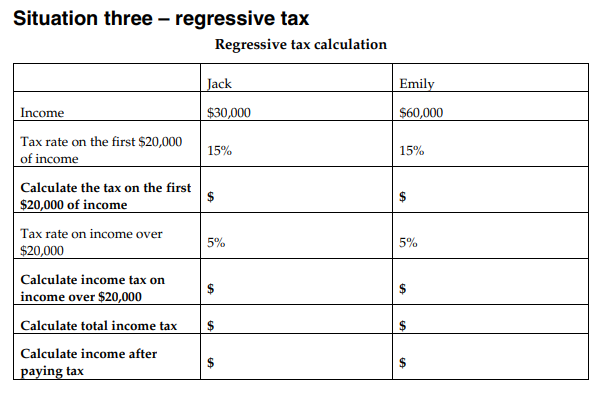 Situation three – regressive tax
Regressive tax calculation
Jack Emily
Income $30,000 $60,000
Tax rate on the first $20,000
of income 15% 15%
Calculate the tax on the first
$20,000 of income $ $
Tax rate on income over
$20,000 5% 5%
Calculate income tax on
income over $20,000 $ $
Calculate total income tax $ $
Calculate income after
paying tax $ $